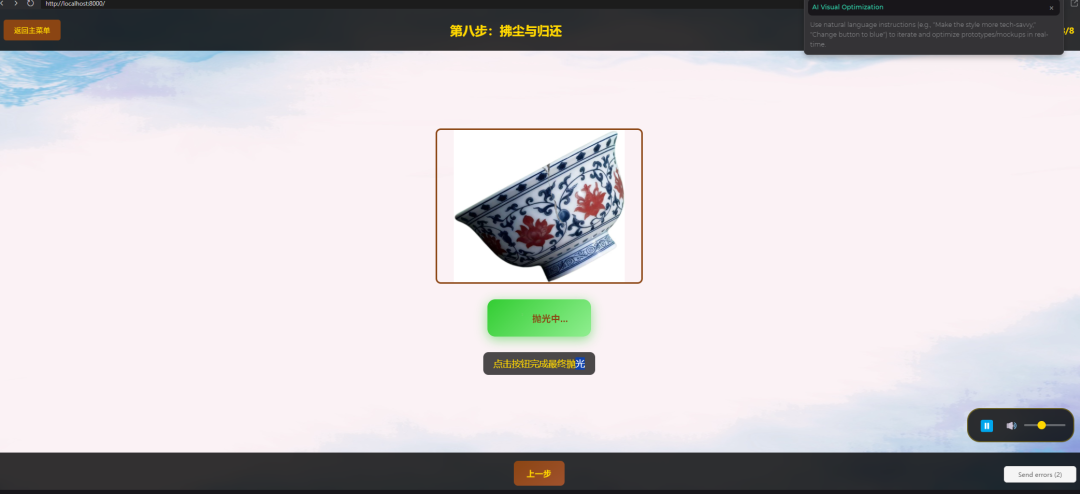 http://localhost:8000/
返回主菜单
第八步：拂尘与归还
AI Visual Optimization
×
Use natural language instructions (e.g., "Make the style more tech-savvy,"
"Change button to blue") to iterate and optimize prototypes/mockups in real-
time.
/8
抛光中...
点击按钮完成最终抛光
上一步
Send errors (2)